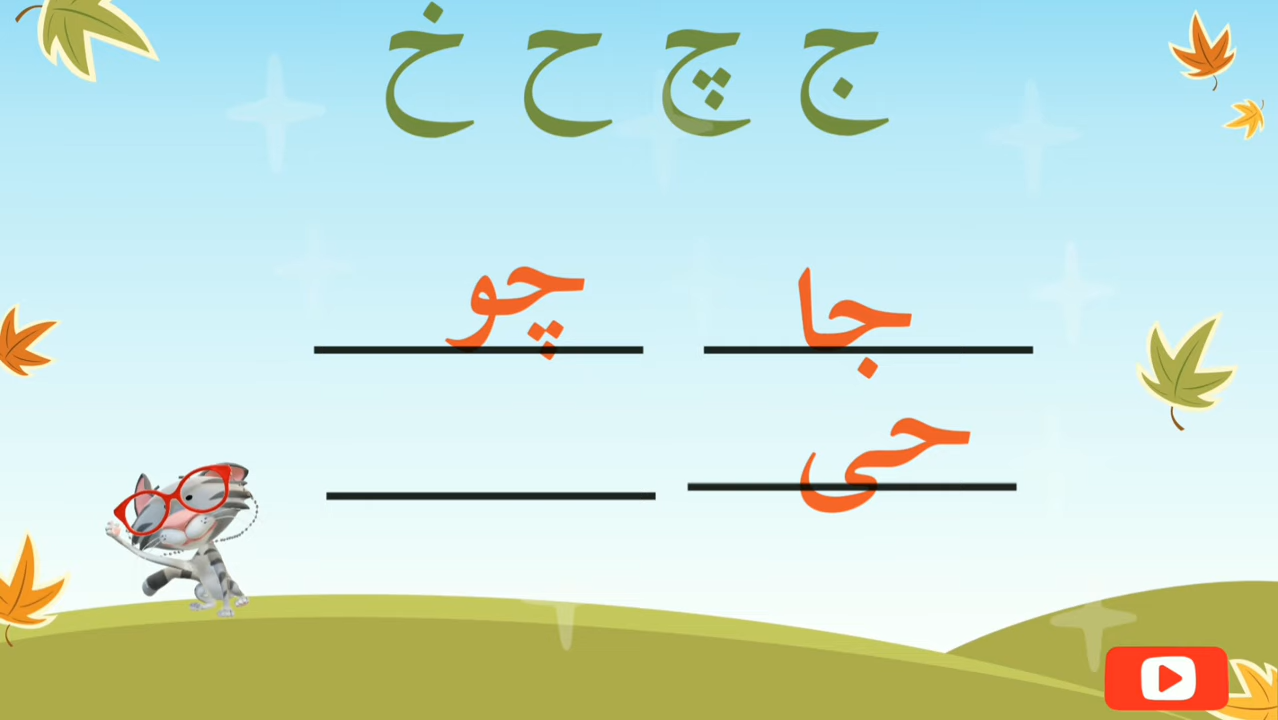 ج چ ح خ
جا چو
حی